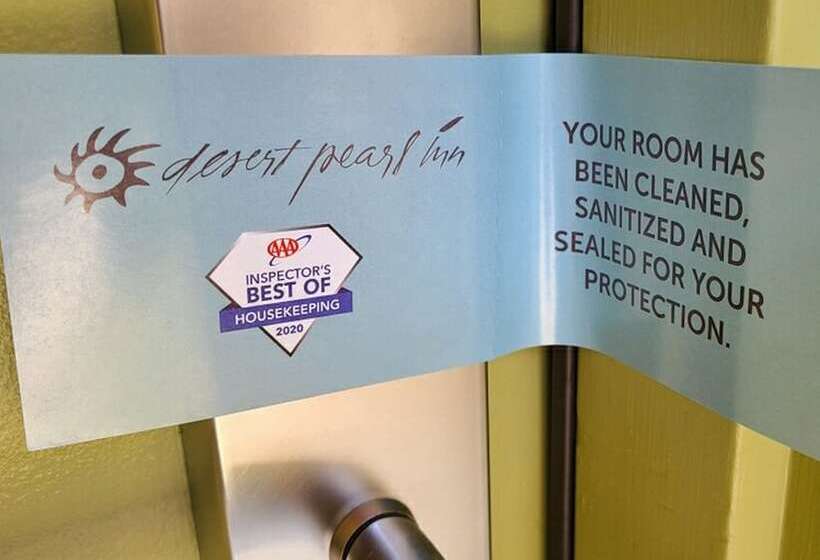 desert pearl inn
AAA
INSPECTOR'S
BEST OF
HOUSEKEEPING
2020
YOUR ROOM HAS
BEEN CLEANED,
SANITIZED AND
SEALED FOR YOUR
PROTECTION.